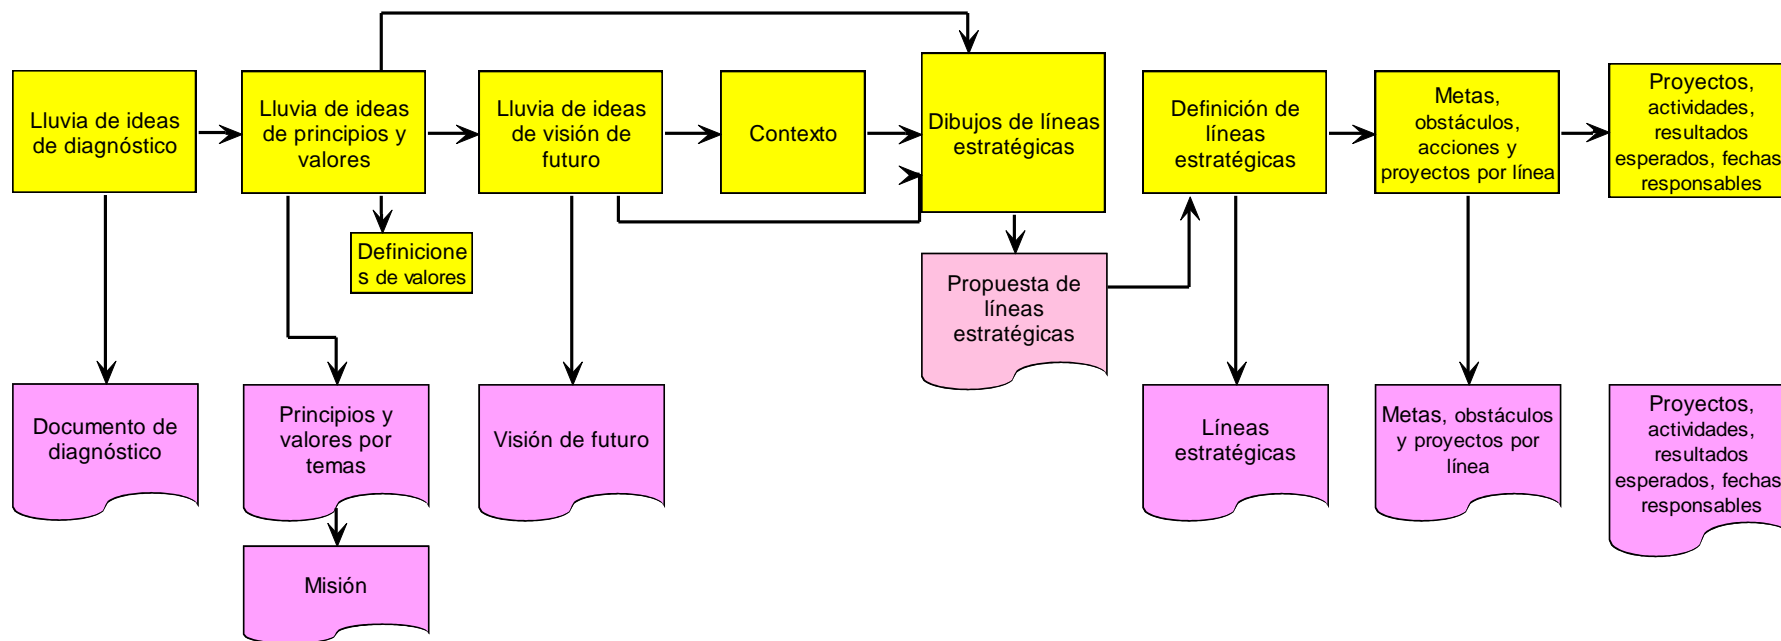 Lluvia de ideas
de diagnóstico
Lluvia de ideas
de principios y
valores
Lluvia de ideas
de visión de
futuro
Contexto
Dibujos de líneas
estratégicas
Definición de
líneas
estratégicas
Metas,
obstáculos,
acciones y
proyectos por línea
Proyectos,
actividades,
resultados
esperados, fechas
responsables
Definicione
s de valores
Propuesta de
líneas
estratégicas
Documento de
diagnóstico
Principios y
valores por
temas
Visión de futuro
Líneas
estratégicas
Metas, obstáculos
y proyectos por
línea
Proyectos,
actividades,
resultados
esperados, fechas
responsables
Misión